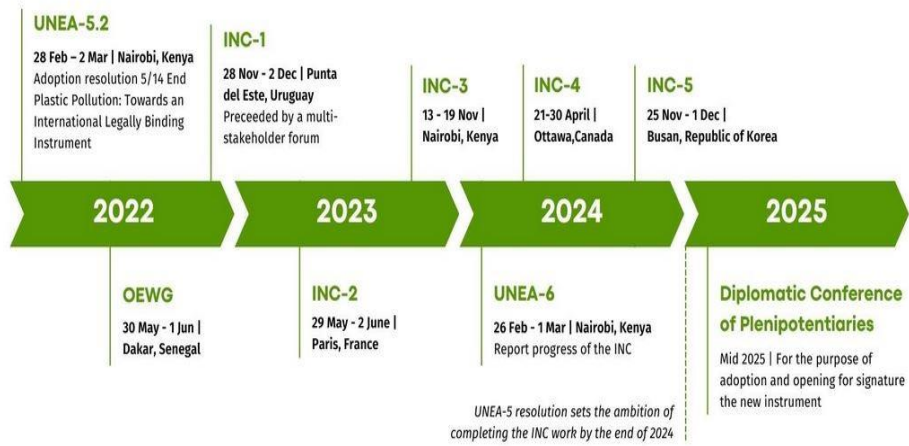 UNEA-5.2
28 Feb – 2 Mar | Nairobi, Kenya
Adoption resolution 5/14 End
Plastic Pollution: Towards an
International Legally Binding
Instrument
INC-1
28 Nov - 2 Dec | Punta
del Este, Uruguay
Preceeded by a multi-
stakeholder forum
INC-3
13 - 19 Nov |
Nairobi, Kenya
INC-4
21-30 April |
Ottawa,Canada
INC-5
25 Nov - 1 Dec |
Busan, Republic of Korea
2022
2023
2024
2025
OEWG
30 May - 1 Jun |
Dakar, Senegal
INC-2
29 May - 2 June |
Paris, France
UNEA-6
26 Feb - 1 Mar | Nairobi, Kenya
Report progress of the INC
Diplomatic Conference
of Plenipotentiaries
Mid 2025 | For the purpose of
adoption and opening for signature
the new instrument
UNEA-5 resolution sets the ambition of
completing the INC work by the end of 2024